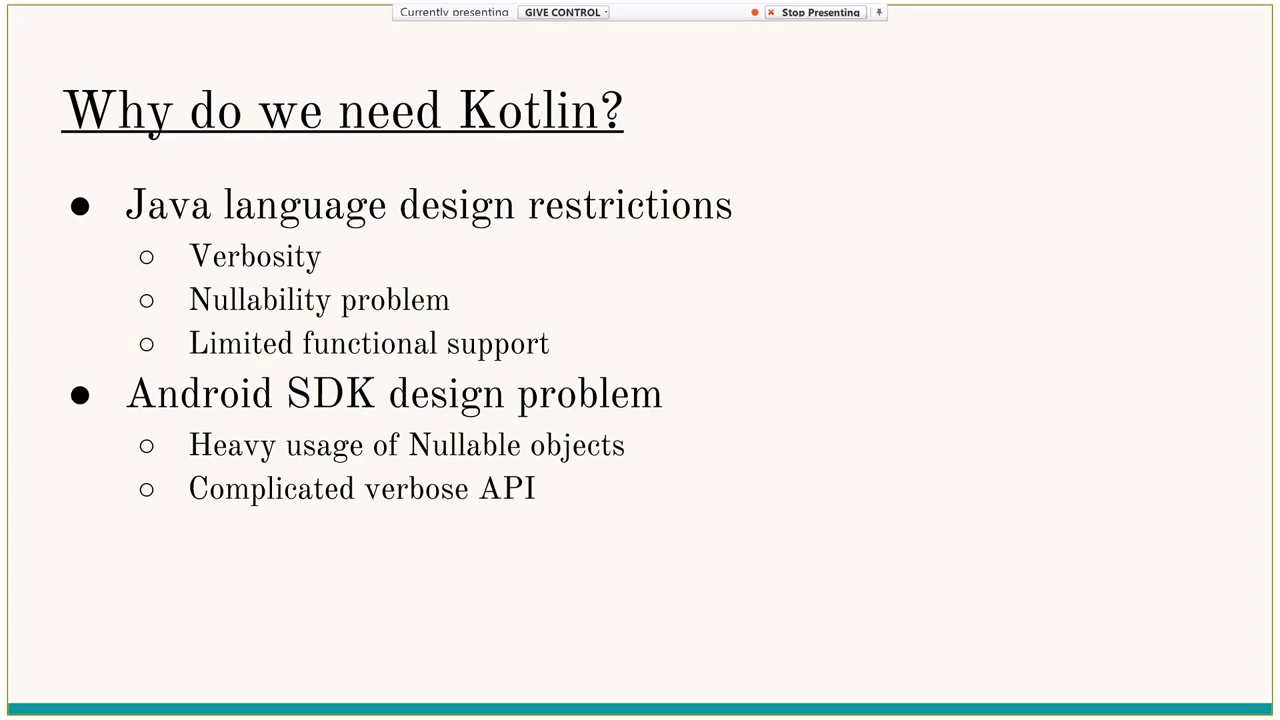 Currently presenting GIVE CONTROL Stop Presenting
Why do we need Kotlin?
● Java language design restrictions
○ Verbosity
○ Nullability problem
○ Limited functional support
● Android SDK design problem
○ Heavy usage of Nullable objects
○ Complicated verbose API